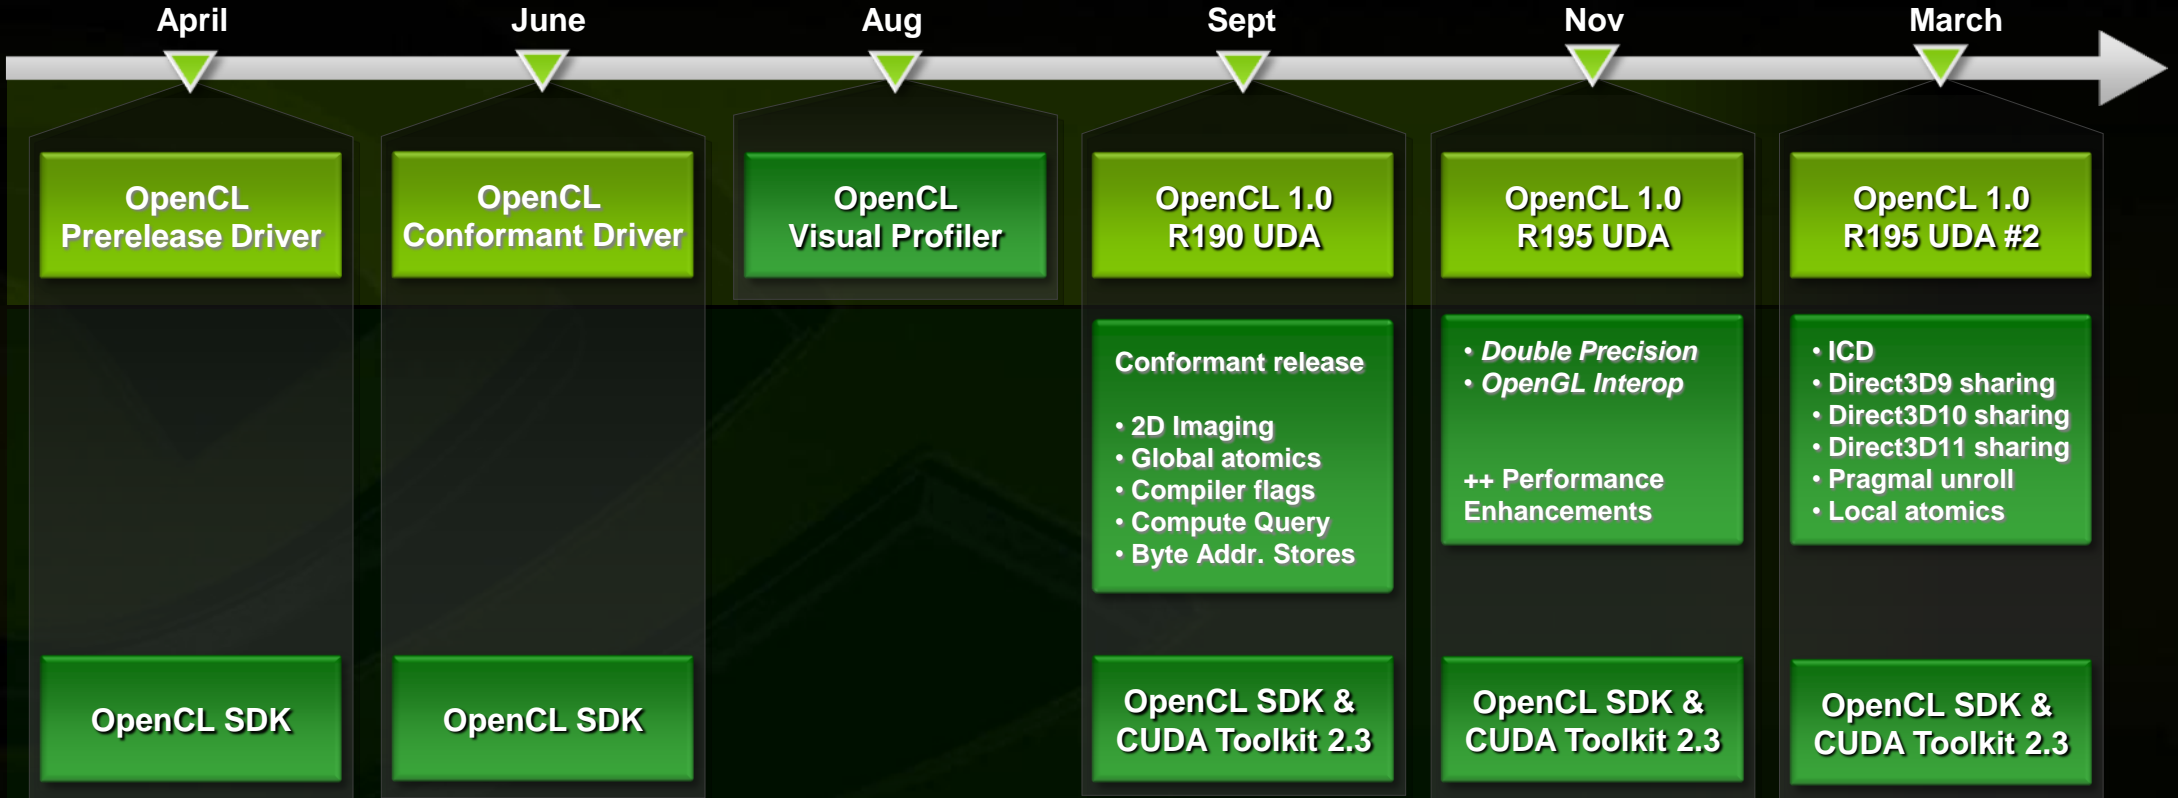 April
June
Aug
Sept
Nov
March
OpenCL
Prerelease Driver
OpenCL
Conformant Driver
OpenCL
Visual Profiler
OpenCL 1.0
R190 UDA
OpenCL 1.0
R195 UDA
OpenCL 1.0
R195 UDA #2
Conformant release
• 2D Imaging
• Global atomics
• Compiler flags
• Compute Query
• Byte Addr. Stores
• Double Precision
• OpenGL Interop
++ Performance
Enhancements
• ICD
• Direct3D9 sharing
• Direct3D10 sharing
• Direct3D11 sharing
• Pragmal unroll
• Local atomics
OpenCL SDK
OpenCL SDK
OpenCL SDK &
CUDA Toolkit 2.3
OpenCL SDK &
CUDA Toolkit 2.3
OpenCL SDK &
CUDA Toolkit 2.3